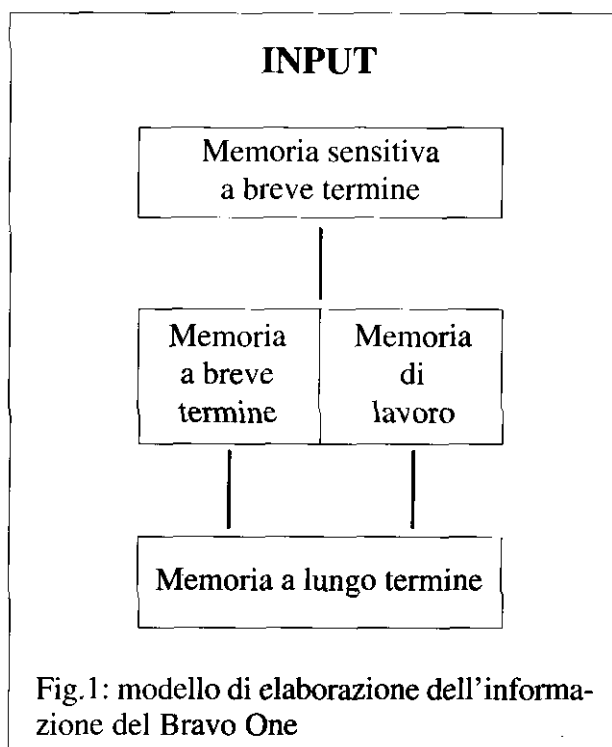 INPUT
Memoria sensitiva
a breve termine
Memoria
a breve
termine
Memoria
di
lavoro
Memoria a lungo termine
Fig.1: modello di elaborazione dell'informa-
zione del Bravo One